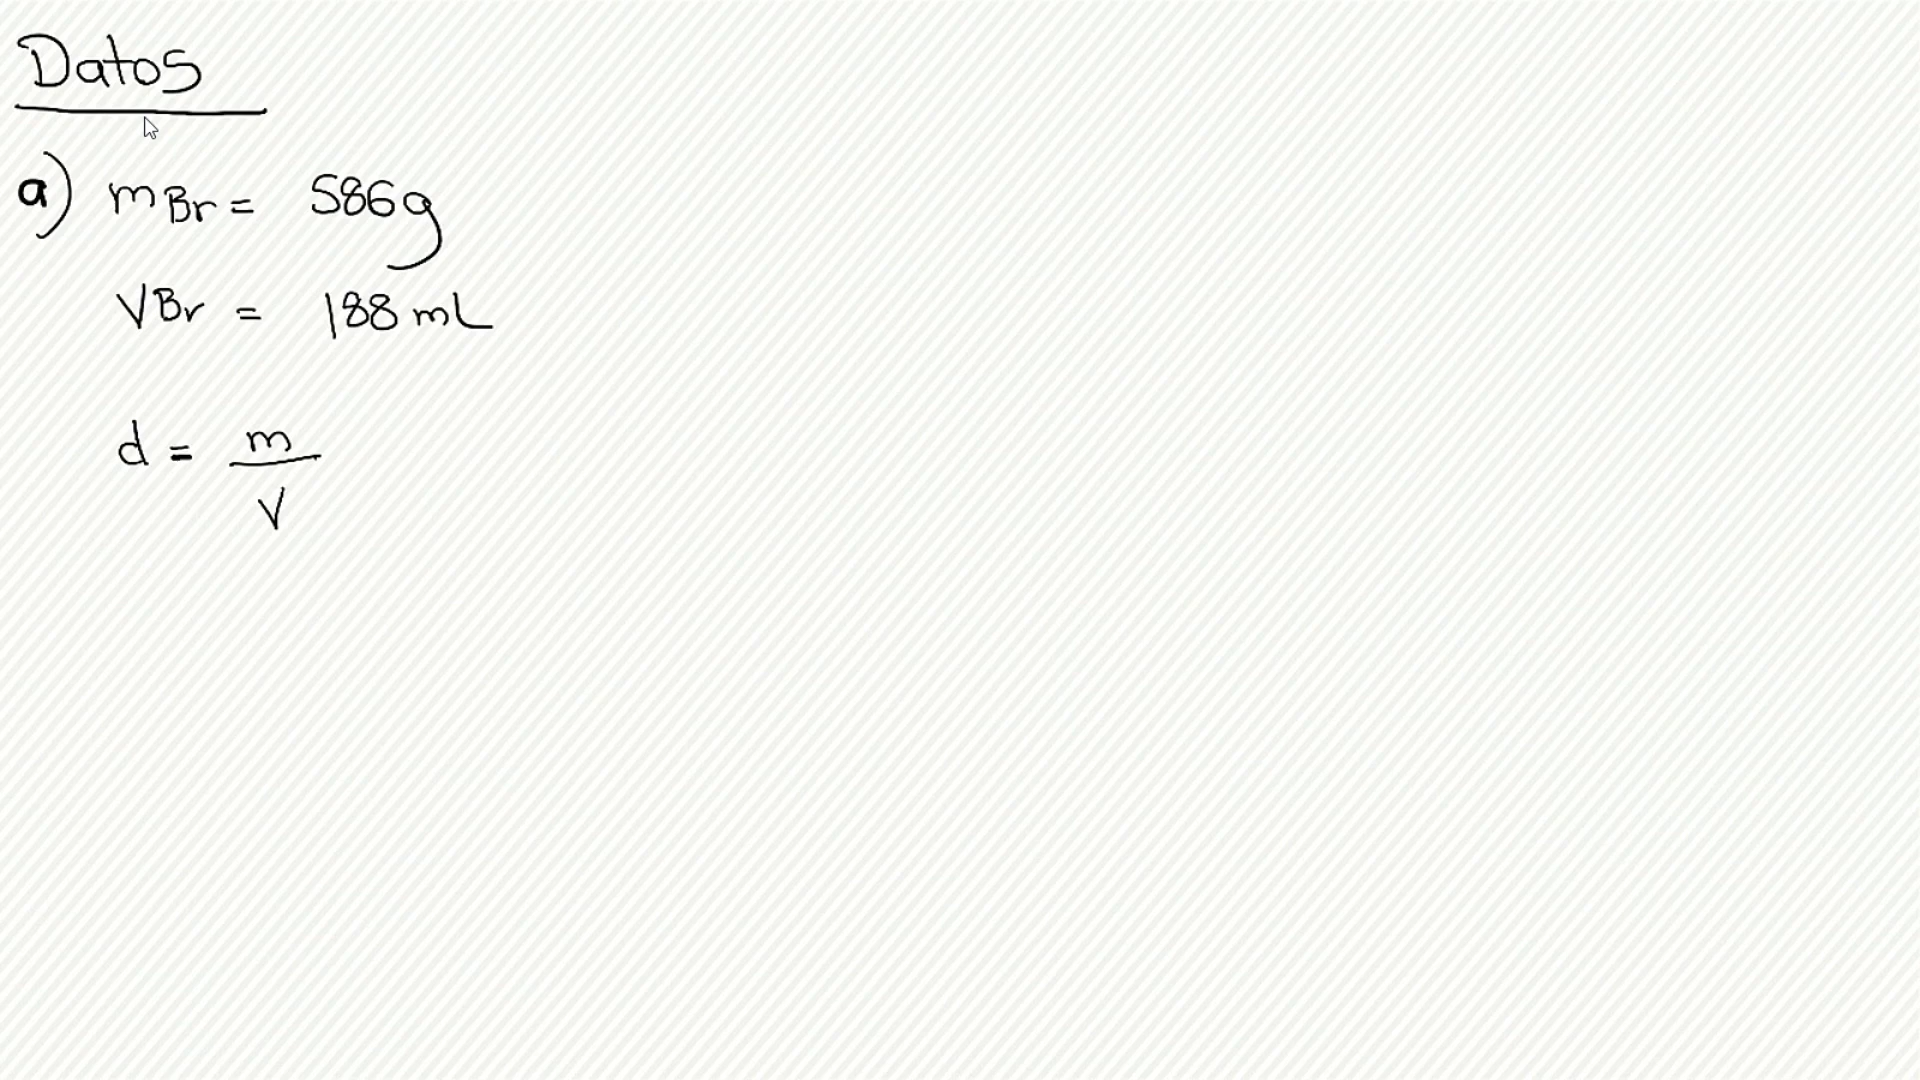 Datos
a) mBr = 586g
VBr = 188 mL
d = m
V